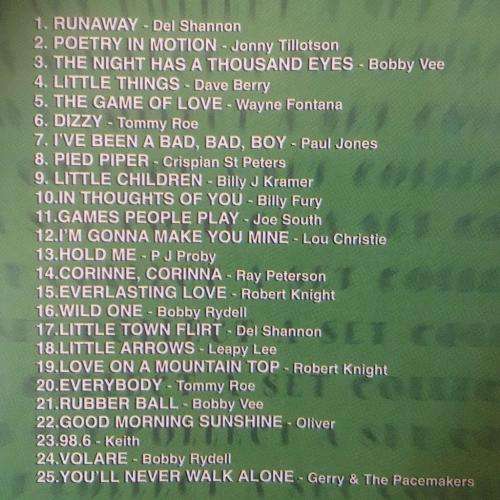 1. RUNAWAY - Del Shannon
2. POETRY IN MOTION - Jonny Tillotson
3. THE NIGHT HAS A THOUSAND EYES - Bobby Vee
4. LITTLE THINGS - Dave Berry
5. THE GAME OF LOVE - Wayne Fontana
6. DIZZY - Tommy Roe
7. I'VE BEEN A BAD, BAD, BOY - Paul Jones
8. PIED PIPER - Crispian St Peters
9. LITTLE CHILDREN - Billy J Kramer
10.IN THOUGHTS OF YOU - Billy Fury
11.GAMES PEOPLE PLAY - Joe South
12.I'M GONNA MAKE YOU MINE - Lou Christie
13.HOLD ME - P J Proby
14.CORINNE, CORINNA - Ray Peterson
15.EVERLASTING LOVE - Robert Knight
16.WILD ONE - Bobby Rydell
17.LITTLE TOWN FLIRT - Del Shannon
18.LITTLE ARROWS - Leapy Lee
19.LOVE ON A MOUNTAIN TOP - Robert Knight
20.EVERYBODY - Tommy Roe
21.RUBBER BALL - Bobby Vee
22.GOOD MORNING SUNSHINE - Oliver
23.98.6 - Keith
24.VOLARE - Bobby Rydell
25.YOU'LL NEVER WALK ALONE - Gerry & The Pacemakers